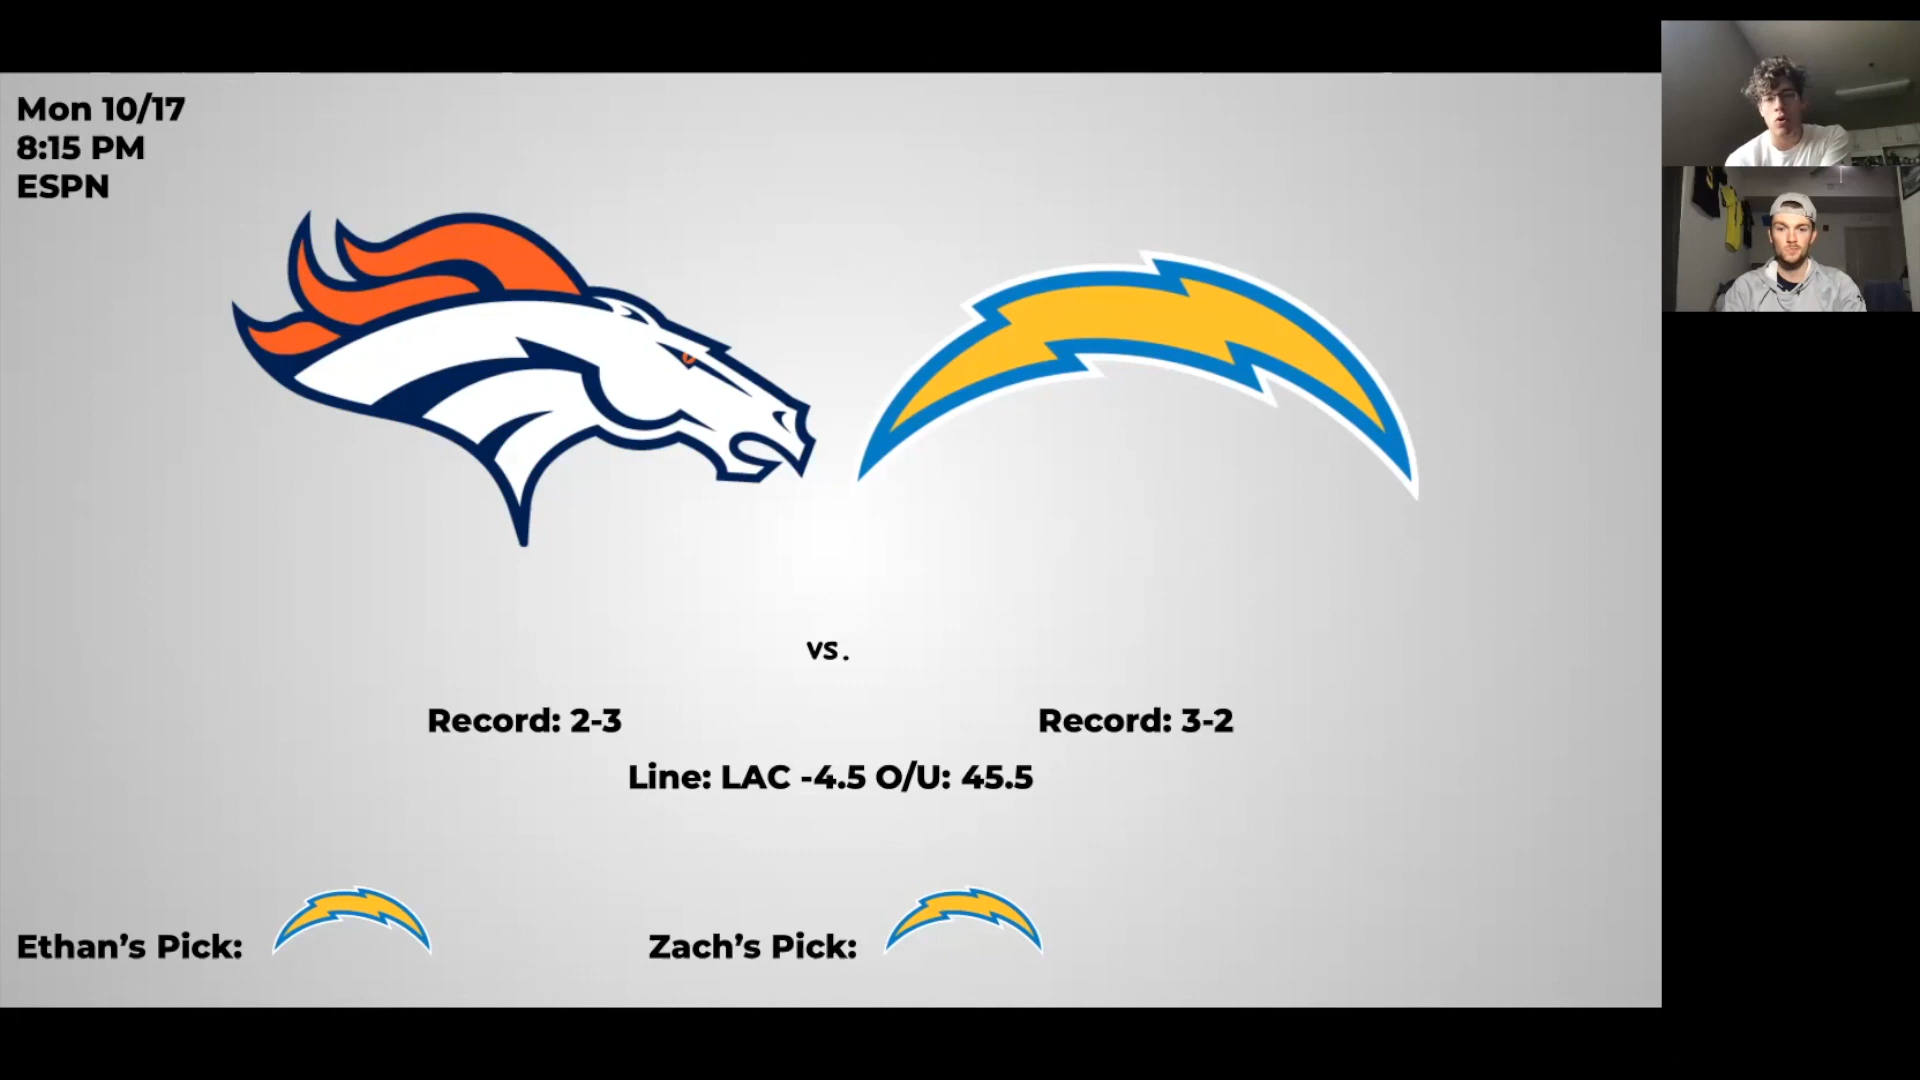 Mon 10/17
8:15 PM
ESPN
vs.
Record: 2-3
Record: 3-2
Line: LAC -4.5 O/U: 45.5
Ethan's Pick:
Zach's Pick: